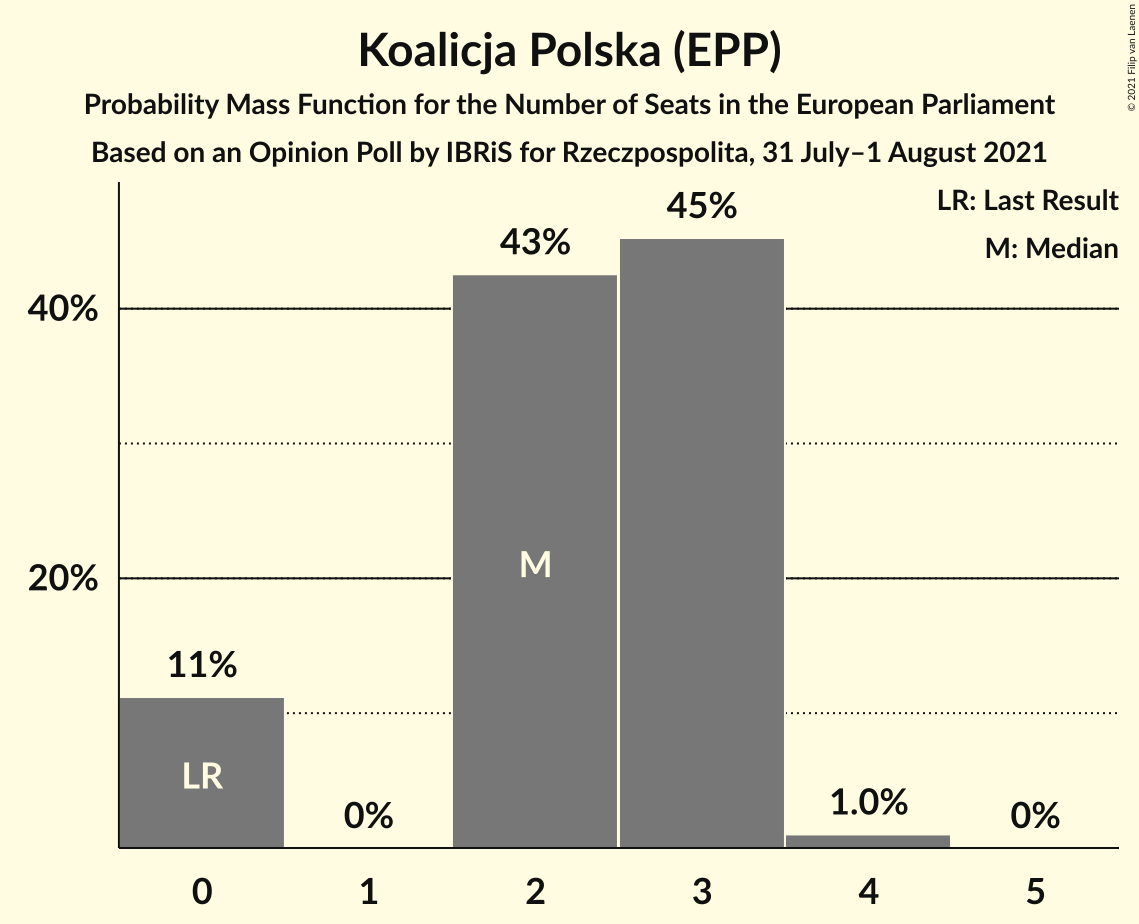 Koalicja Polska (EPP)
Probability Mass Function for the Number of Seats in the European Parliament
Based on an Opinion Poll by IBRiS for Rzeczpospolita, 31 July–1 August 2021
© 2021 Filip van Laenen
LR: Last Result
M: Median
45%
43%
40%
M
20%
11%
LR
0%
1.0%
0%
0 1 2 3 4 5